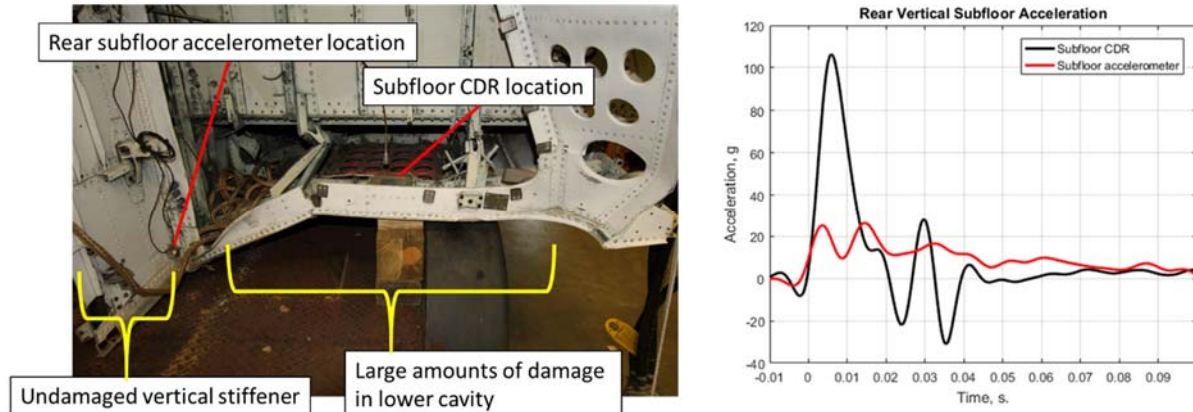 Rear subfloor accelerometer location
Subfloor CDR location
Undamaged vertical stiffener
Large amounts of damage
in lower cavity
Rear Vertical Subfloor Acceleration
Subfloor CDR
Subfloor accelerometer
Acceleration, g
120
100
80
60
40
20
0
-20
-40
-0.01 0 0.01 0.02 0.03 0.04 0.05 0.06 0.07 0.08 0.09
Time, s.